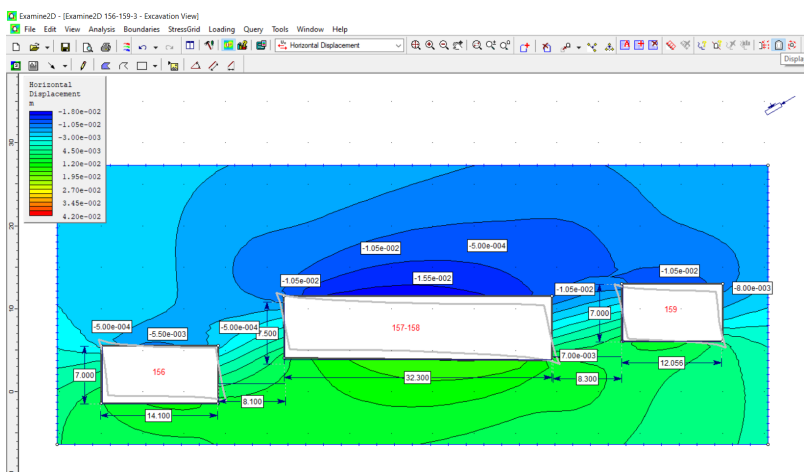 Examine2D - [Examine2D 156-159-3 - Excavation View]
File Edit View Analysis Boundaries StressGrid Loading Query Tools Window Help
Horizontal Displacement
Displa
Horizontal
Displacement
m
-1.80e-002
-1.05e-002
-3.00e-003
4.50e-003
1.20e-002
1.95e-002
2.70e-002
3.45e-002
4.20e-002
30
20
10
0
-1.05e-002
-5.00e-004
-1.05e-002
-1.55e-002
-1.05e-002
-1.05e-002
-8.00e-003
-5.00e-004
-5.50e-003
-5.00e-004
7.500
157-158
7.000
159
7.000
156
7.00e-003
32.300
8.300
12.056
14.100
8.100